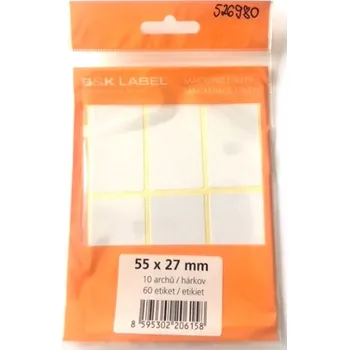 526980
S&K LABEL
55 x 27 mm
10 archů / hárkov
60 etiket / etikiet
8 595302 206158